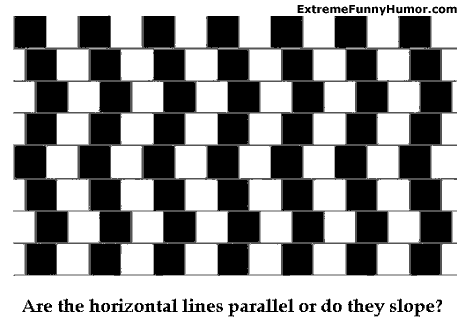 ExtremeFunnyHumor.com
Are the horizontal lines parallel or do they slope?